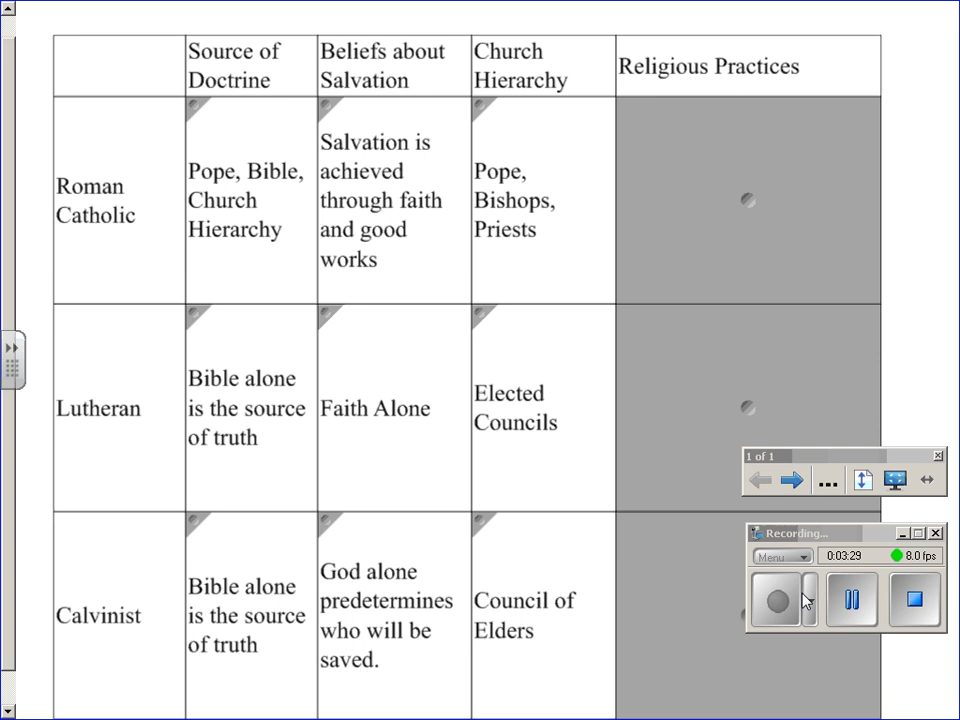 Source of
Doctrine
Beliefs about
Salvation
Church
Hierarchy
Religious Practices
Roman
Catholic
Pope, Bible,
Church
Hierarchy
Salvation is
achieved
through faith
and good
works
Pope,
Bishops,
Priests
Lutheran
Bible alone
is the source
of truth
Faith Alone
Elected
Councils
Calvinist
Bible alone
is the source
of truth
God alone
predetermines
who will be
saved.
Council of
Elders
1 of 1
...
Recording...
Menu
0:03:29
8.0 fps